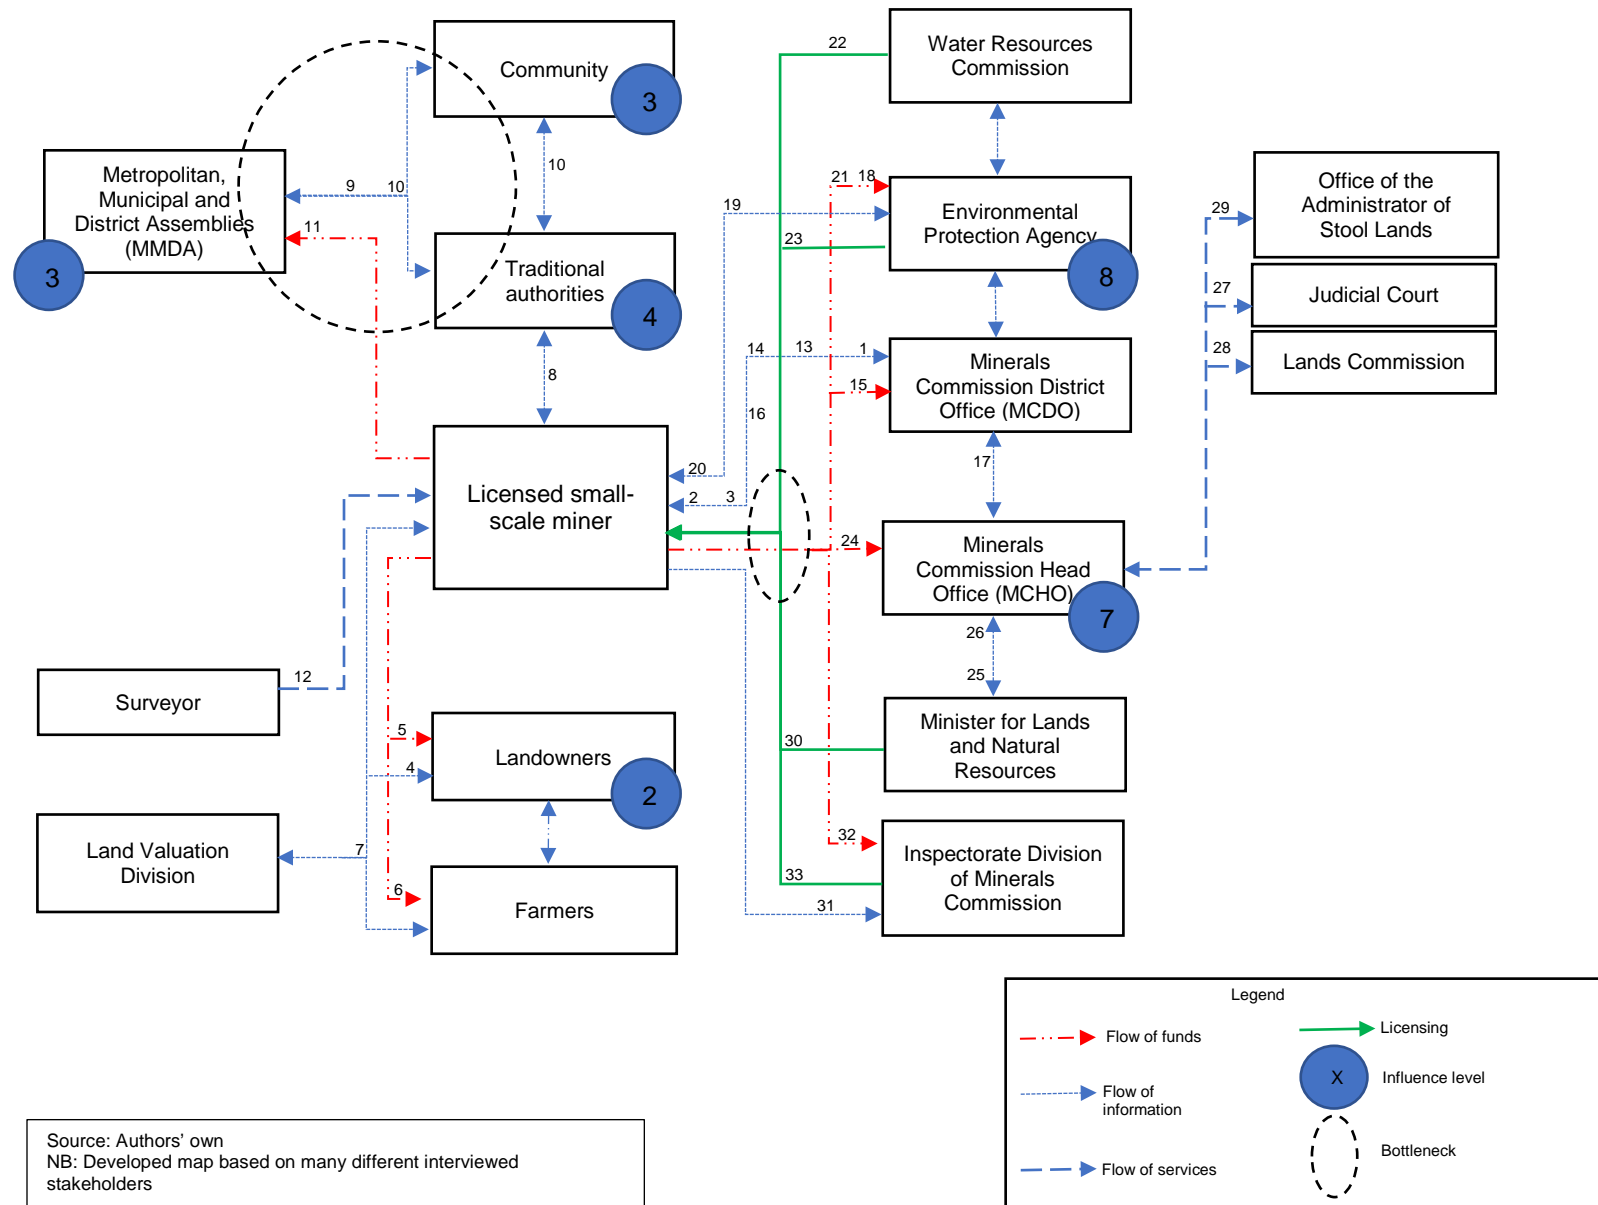 22
Water Resources
Commission
Community
3
10
Metropolitan,
Municipal and
District Assemblies
(MMDA)
3
9
10
11
Traditional
authorities
4
8
21
18
19
23
Environmental
Protection Agency
8
29
Office of the
Administrator of
Stool Lands
27
Judicial Court
28
Lands Commission
14
13
1
15
16
Minerals
Commission District
Office (MCDO)
17
Licensed small-
scale miner
20
2
3
24
Minerals
Commission Head
Office (MCHO)
7
26
25
12
Surveyor
5
4
Landowners
2
30
Minister for Lands
and Natural
Resources
Land Valuation
Division
7
6
Farmers
32
33
31
Inspectorate Division
of Minerals
Commission
Legend
Flow of funds
Licensing
Flow of
information
X
Influence level
Flow of services
Bottleneck
Source: Authors’ own
NB: Developed map based on many different interviewed
stakeholders